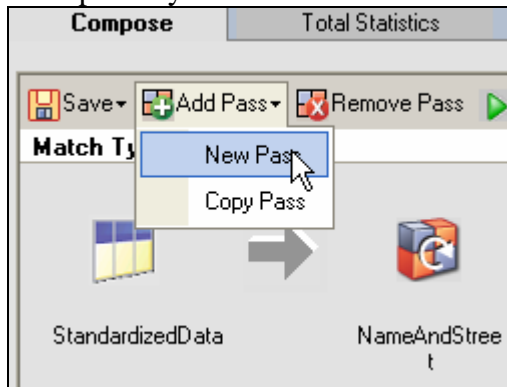 Compose Total Statistics
Save Add Pass Remove Pass
Match Ty
New Pass
Copy Pass
StandardizedData NameAndStree
t